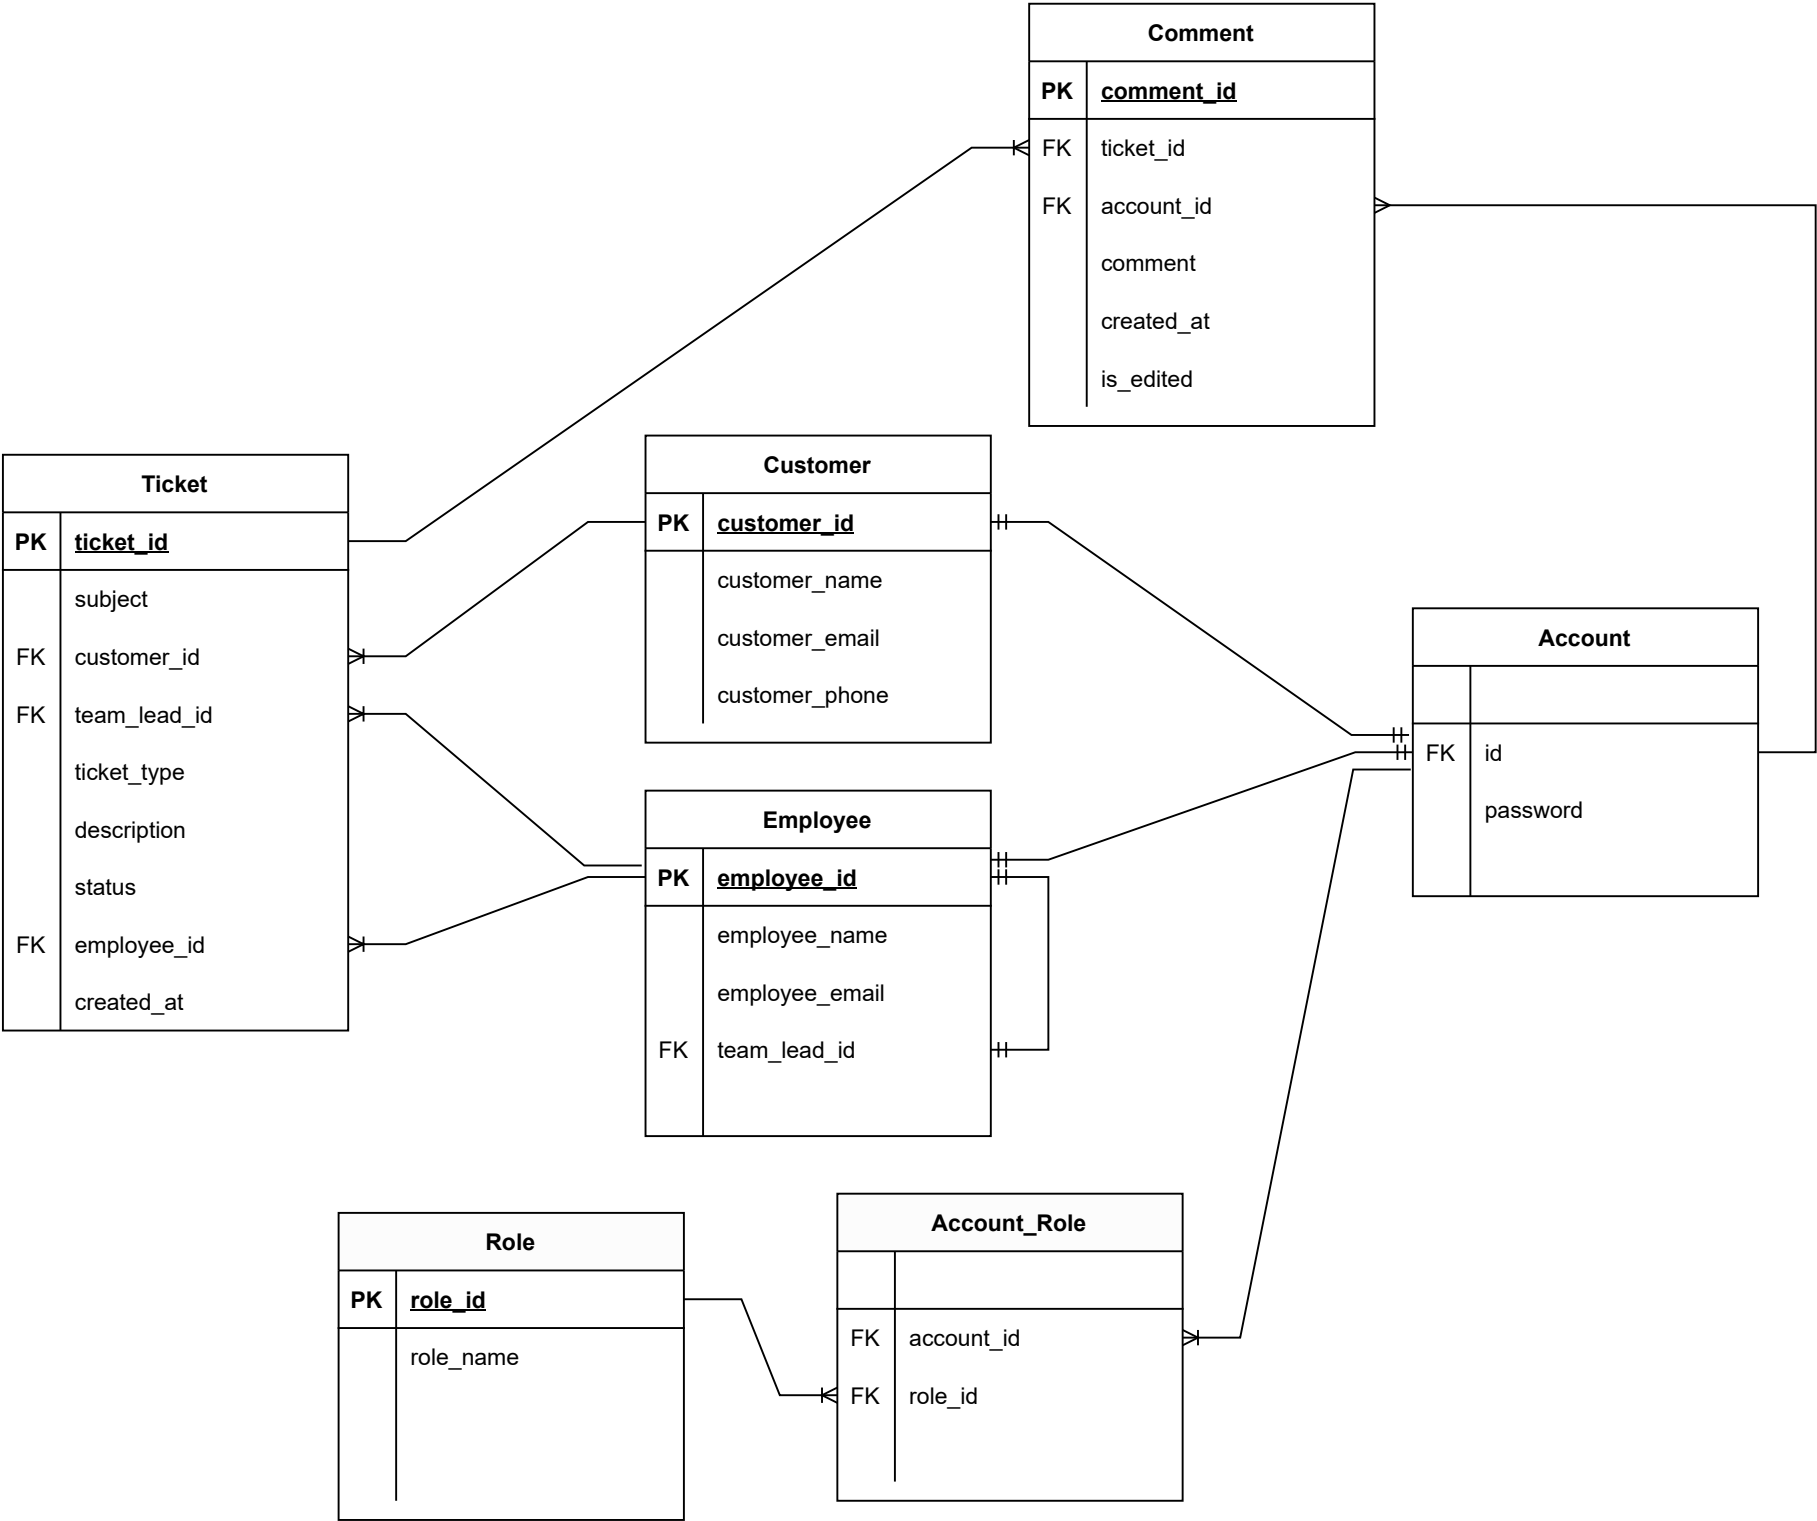 Comment
PK comment_id
FK ticket_id
FK account_id
comment
created_at
is_edited
Ticket
PK ticket_id
subject
FK customer_id
FK team_lead_id
ticket_type
description
status
FK employee_id
created_at
Customer
PK customer_id
customer_name
customer_email
customer_phone
Employee
PK employee_id
employee_name
employee_email
FK team_lead_id
Account
FK id
password
Role
PK role_id
role_name
Account_Role
FK account_id
FK role_id